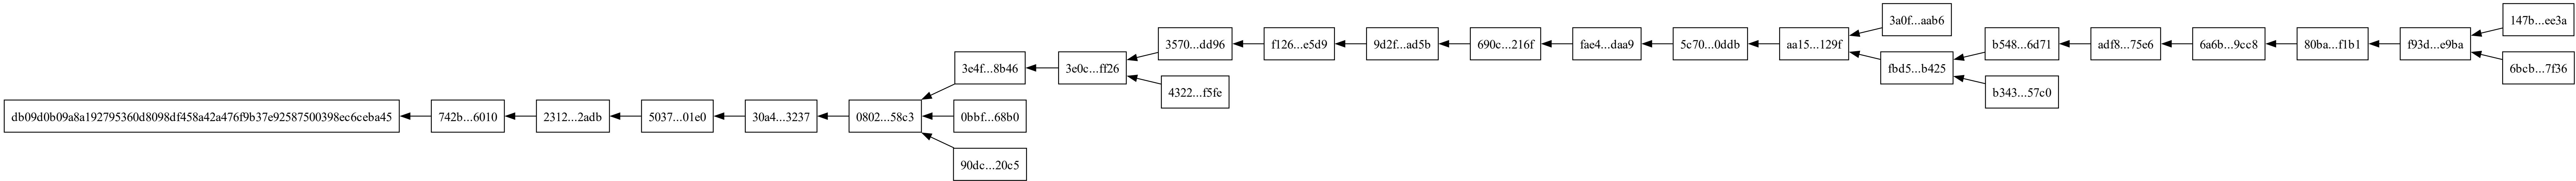 db09d0b09a8a192795360d8098df458a42a476f9b37e92587500398ec6ceba45
742b...6010
2312...2adb
5037...01e0
30a4...3237
0802...58c3
3e4f...8b46
0bbf...68b0
90dc...20c5
3e0c...ff26
3570...dd96
4322...f5fe
f126...e5d9
9d2f...ad5b
690c...216f
fae4...daa9
5c70...0ddb
aa15...129f
3a0f...aab6
fbd5...b425
b548...6d71
b343...57c0
adf8...75e6
6a6b...9cc8
80ba...f1b1
f93d...e9ba
147b...ee3a
6bcb...7f36